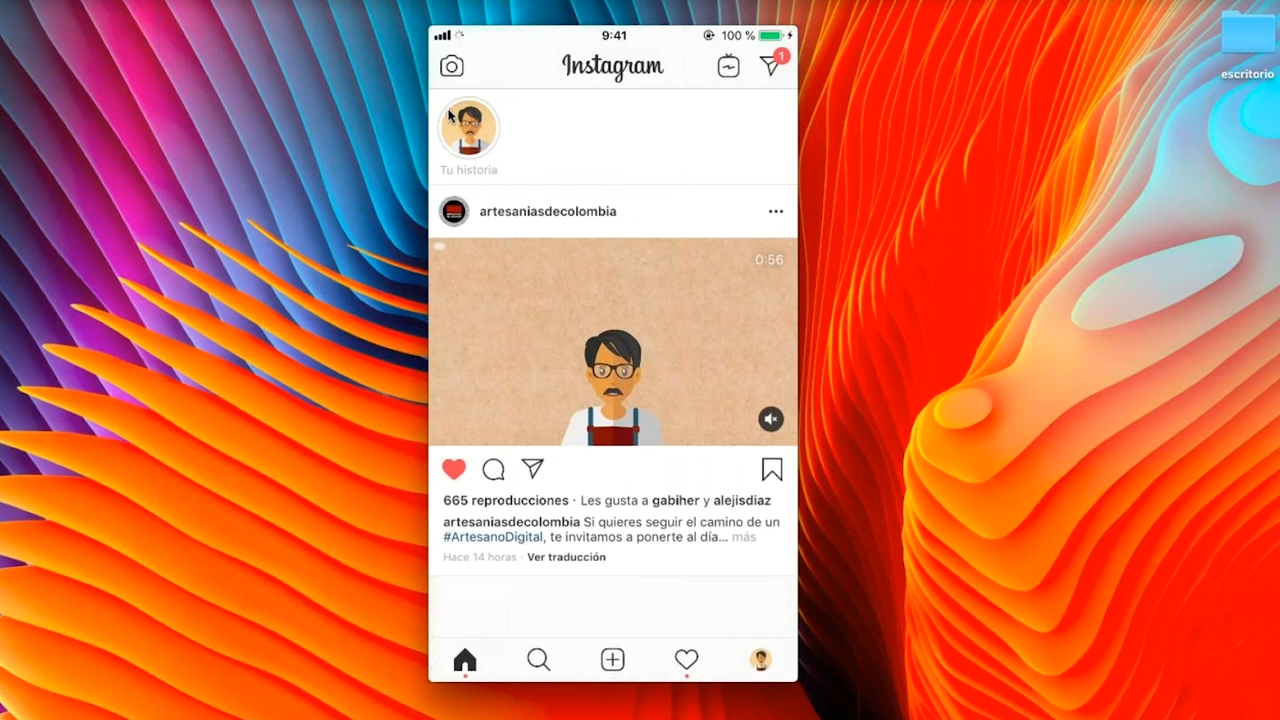 9:41
100 %
escritorio
Instagram
1
Tu historia
artesaniasdecolombia
0:56
665 reproducciones · Les gusta a gabiher y alejisdiaz
artesaniasdecolombia Si quieres seguir el camino de un
#ArtesanoDigital, te invitamos a ponerte al día... más
Hace 14 horas · Ver traducción